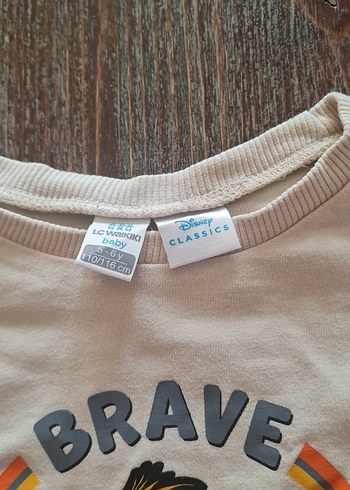 LC WAIKIKI
baby
5 - 6 y
110/116 cm
Disney
CLASSICS
BRAVE